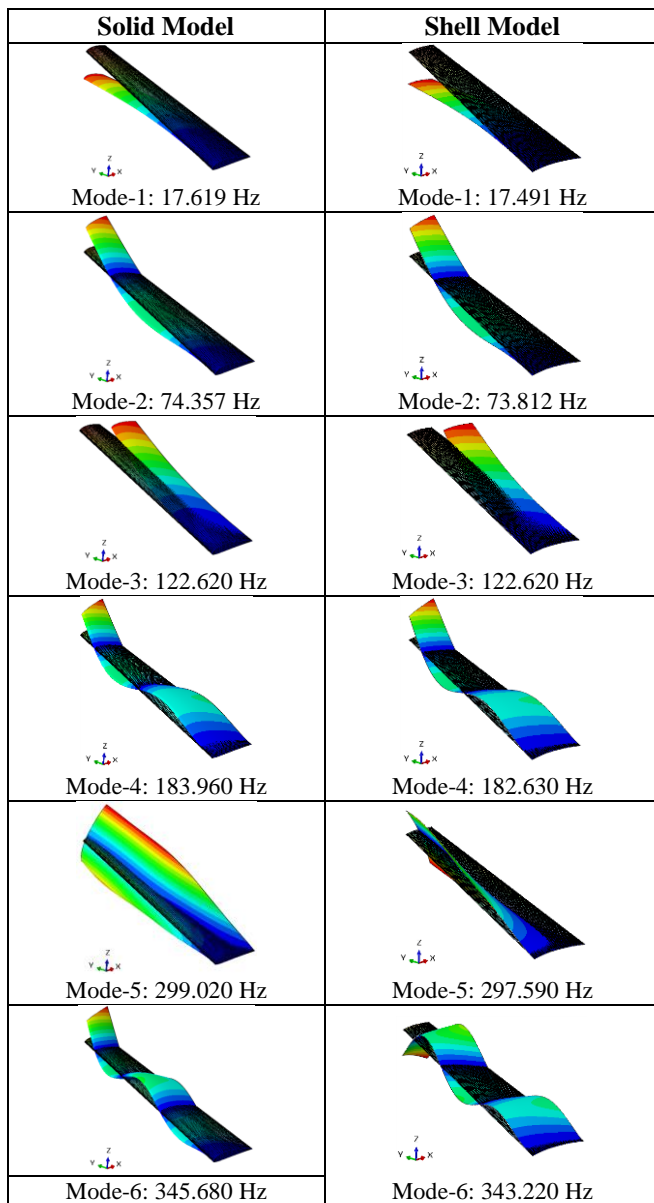 Solid Model Shell Model
Z Y X Z Y X
Mode-1: 17.619 Hz Mode-1: 17.491 Hz
Z Y X Z Y X
Mode-2: 74.357 Hz Mode-2: 73.812 Hz
Z Y X Z Y X
Mode-3: 122.620 Hz Mode-3: 122.620 Hz
Z Y X Z Y X
Mode-4: 183.960 Hz Mode-4: 182.630 Hz
Z Y X Z Y X
Mode-5: 299.020 Hz Mode-5: 297.590 Hz
Z Y X Z Y X
Mode-6: 345.680 Hz Mode-6: 343.220 Hz